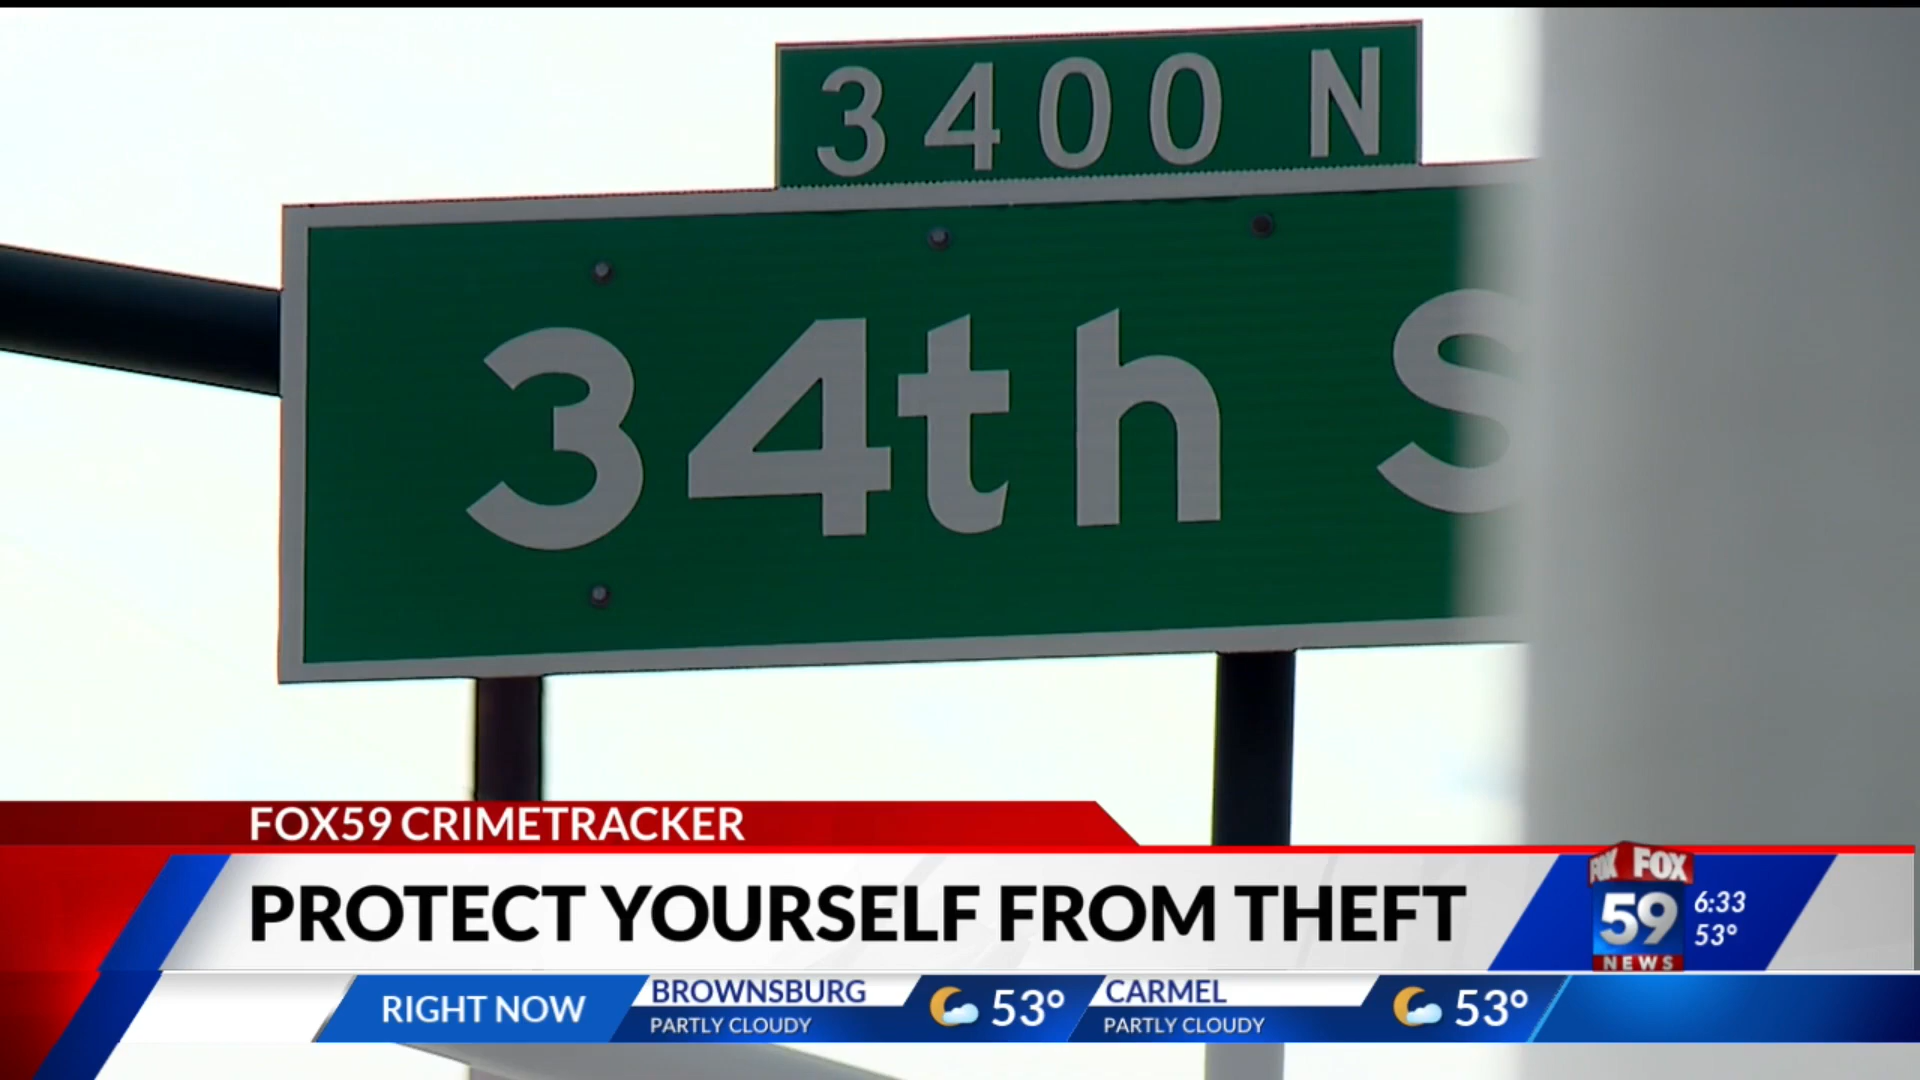 3400 N
34th S
FOX59 CRIMETRACKER
PROTECT YOURSELF FROM THEFT
FOX FOX
59
NEWS
6:33
53°
RIGHT NOW
BROWNSBURG
PARTLY CLOUDY
53°
CARMEL
PARTLY CLOUDY
53°